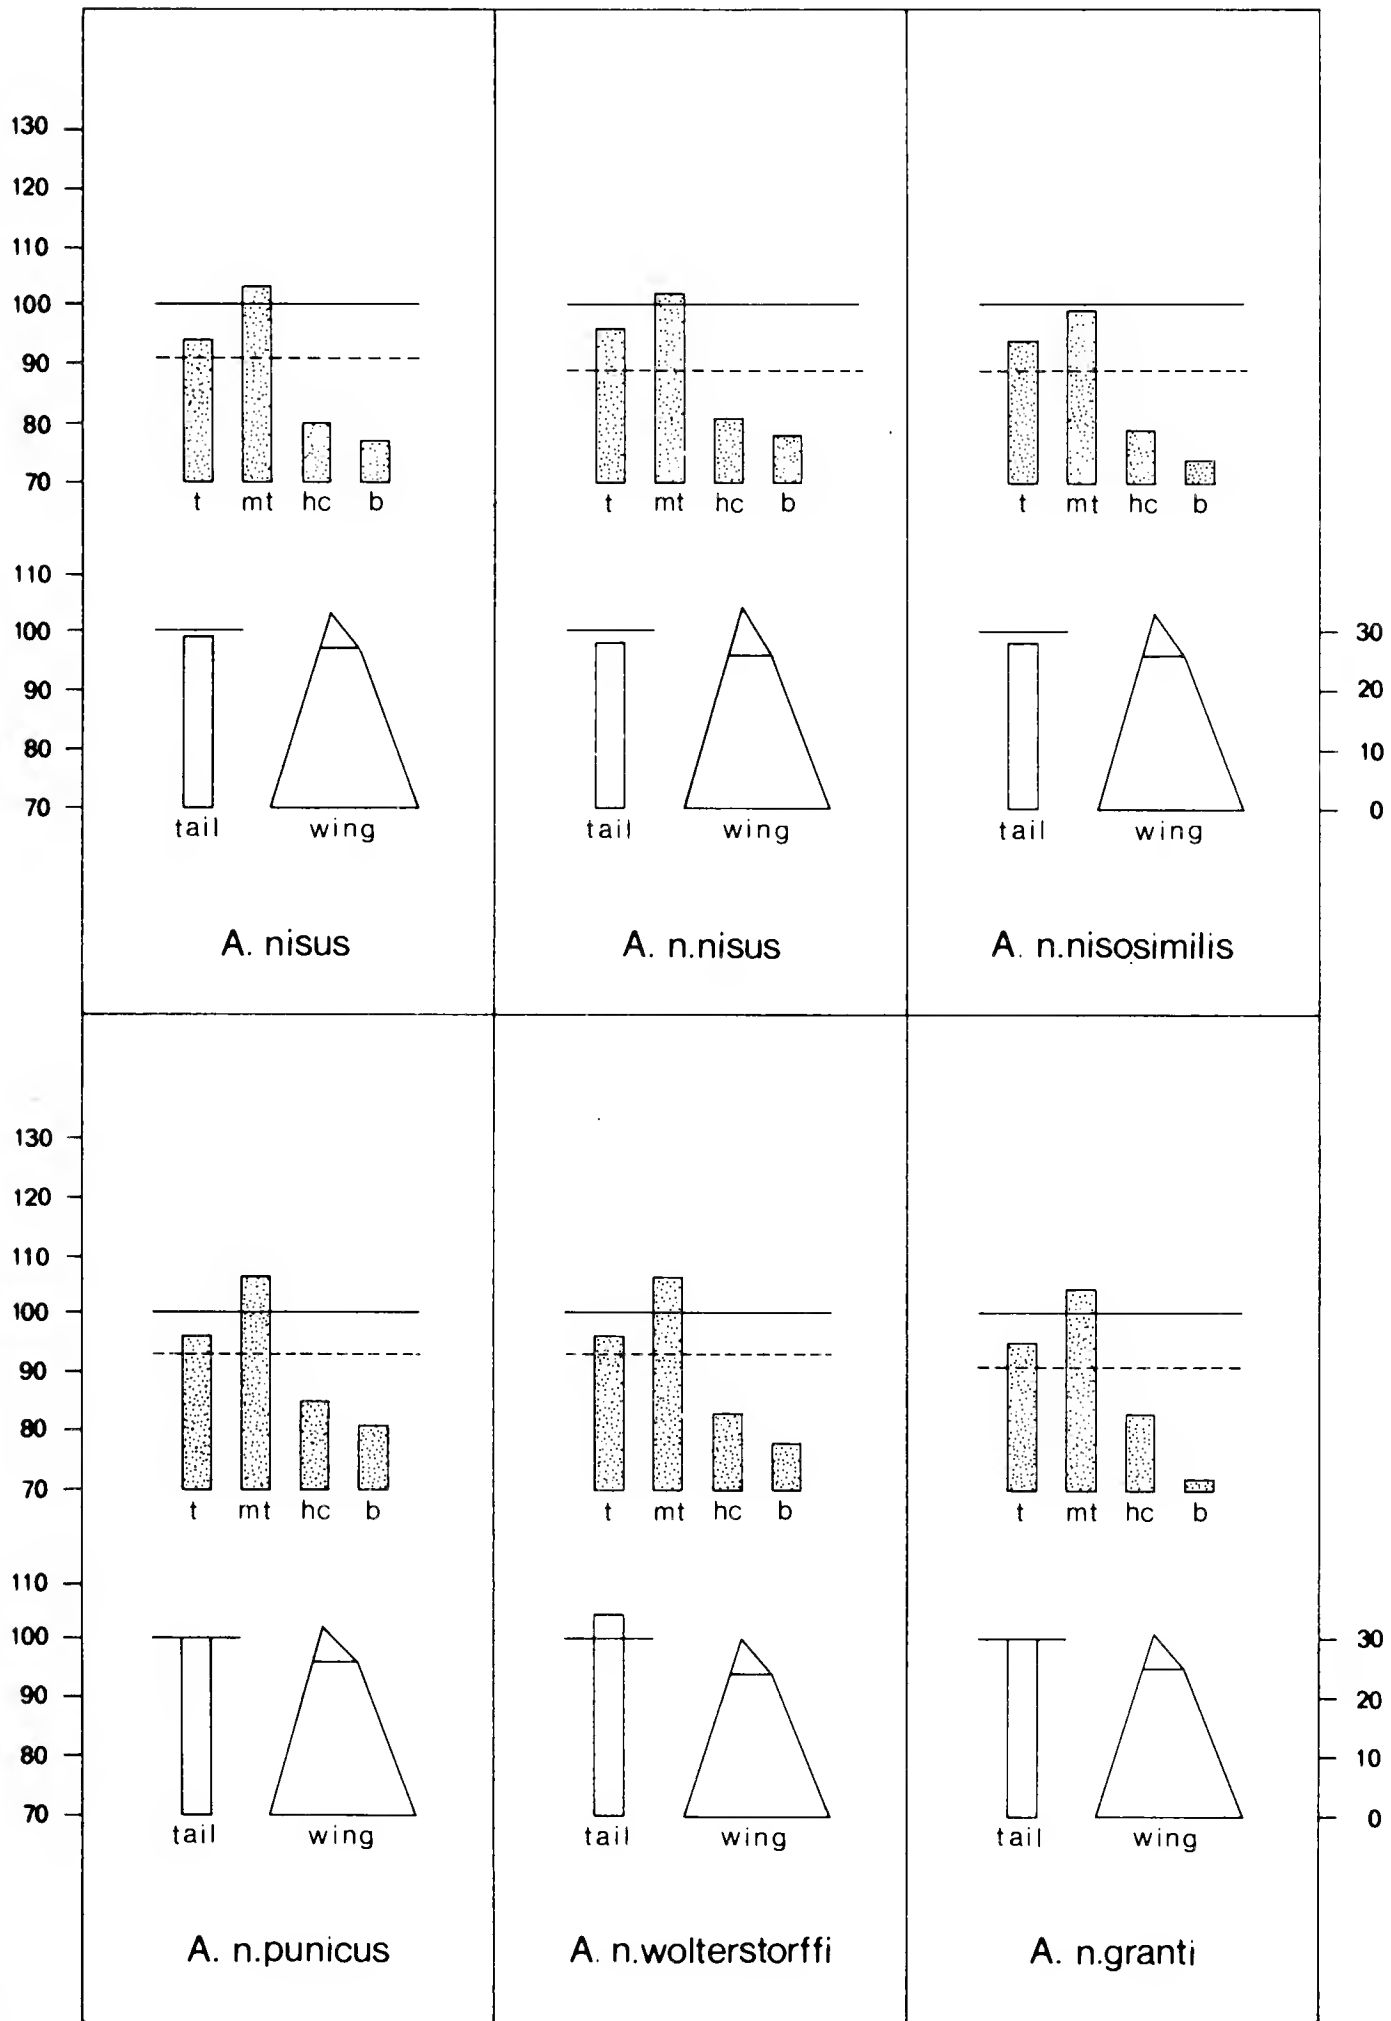 130
120
110
100
90
80
70
t mt hc b
t mt hc b
t mt hc b
110
100
90
80
70
30
20
10
0
tail wing
tail wing
tail wing
A. nisus
A. n.nisus
A. n.nisosimilis
130
120
110
100
90
80
70
t mt hc b
t mt hc b
t mt hc b
110
100
90
80
70
30
20
10
0
tail wing
tail wing
tail wing
A. n.punicus
A. n.wolterstorffi
A. n.granti